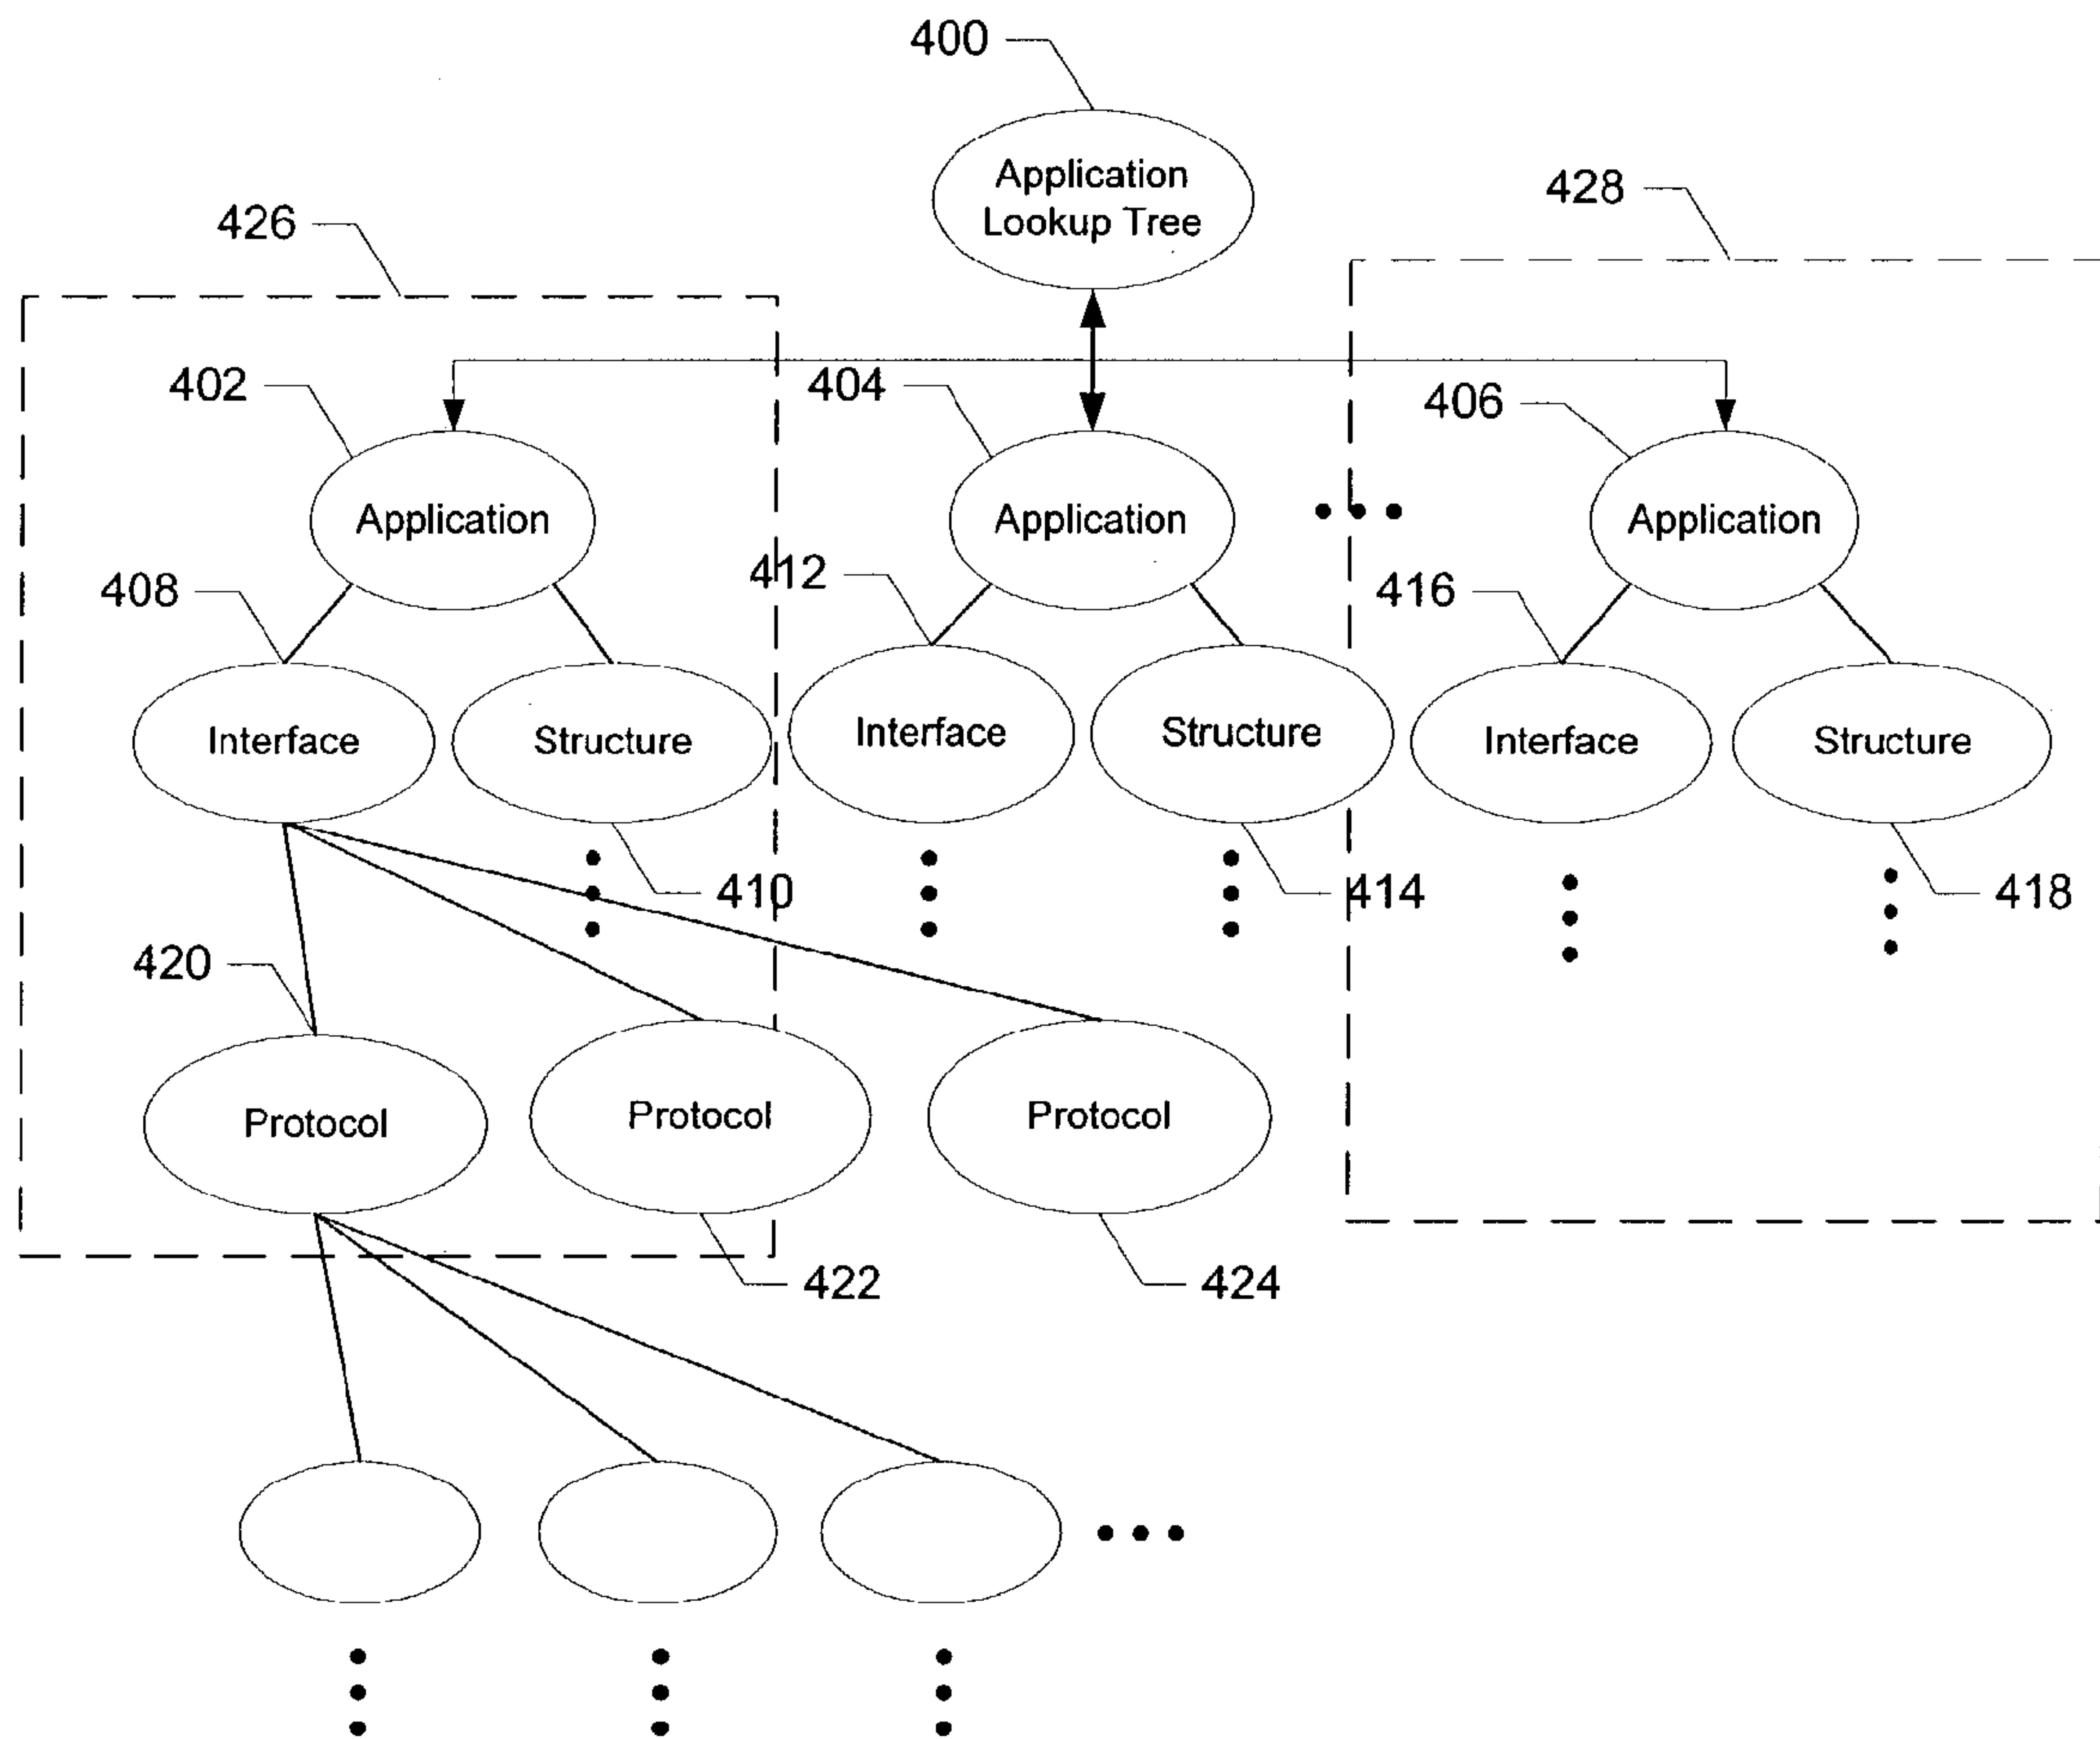 400
Application
Lookup Tree
428
426
402
404
406
Application
Application
Application
408
412
416
Interface
Structure
Interface
Structure
Interface
Structure
410
414
418
420
Protocol
Protocol
Protocol
422
424